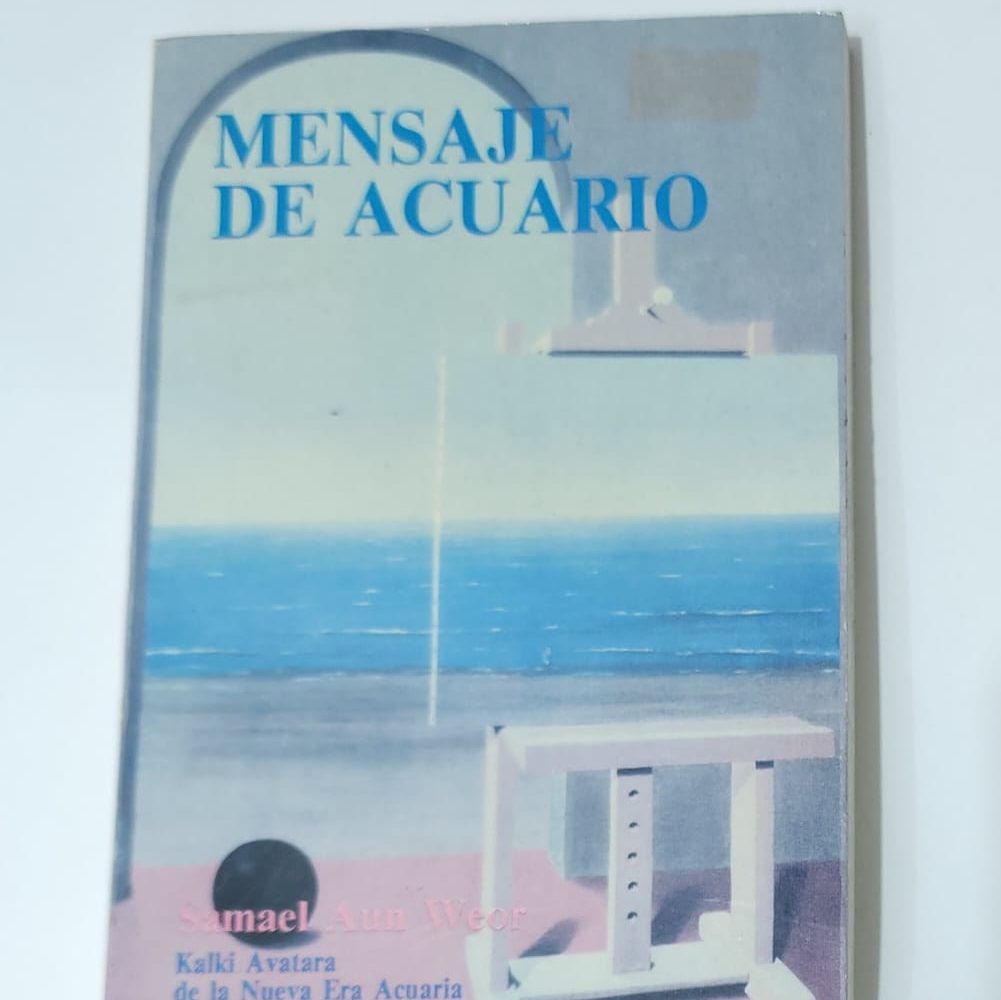 MENSAJE
DE ACUARIO
Samael Aun Weor
Kalki Avatara
de la Nueva Era Acuaria